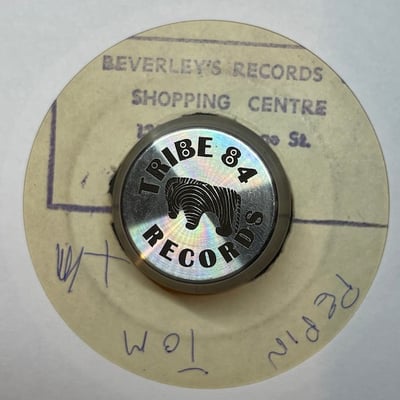 BEVERLEY'S RECORDS
SHOPPING CENTRE
St.
TRIBE 84
RECORDS
TOM
REPIN